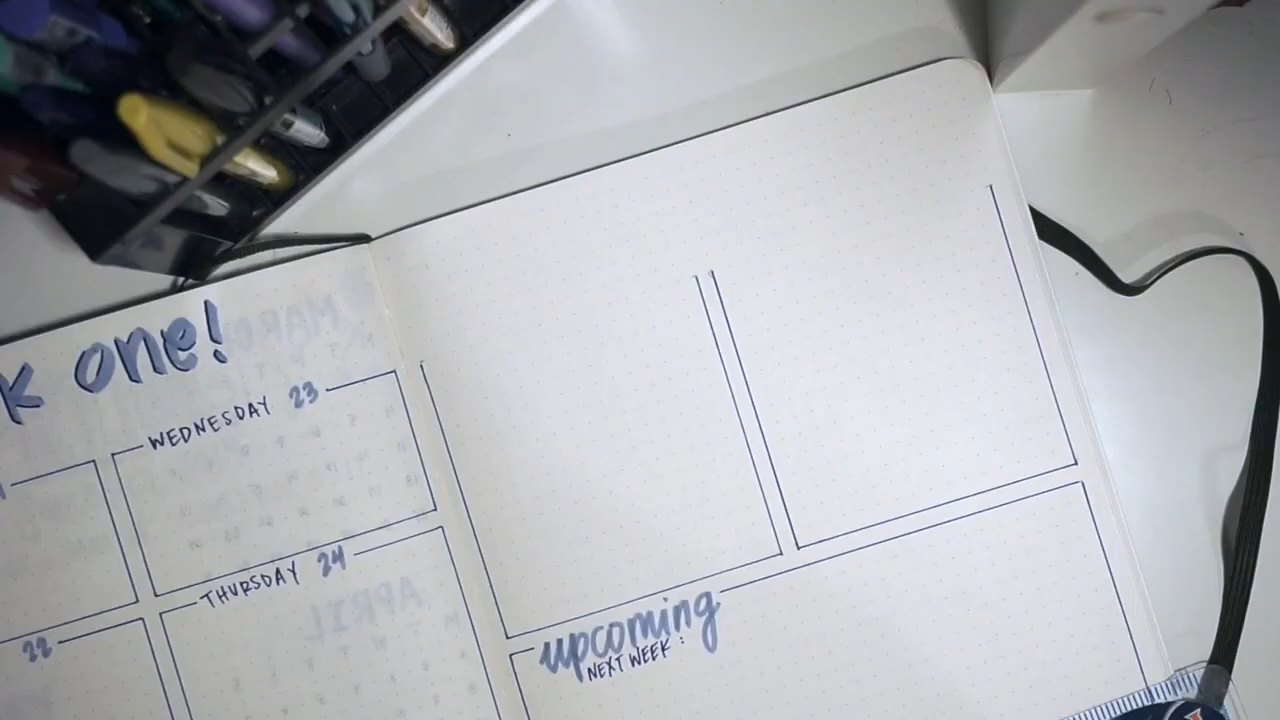 K one!
WEDNESDAY 23
THURSDAY 24
22
upcoming
NEXT WEEK :